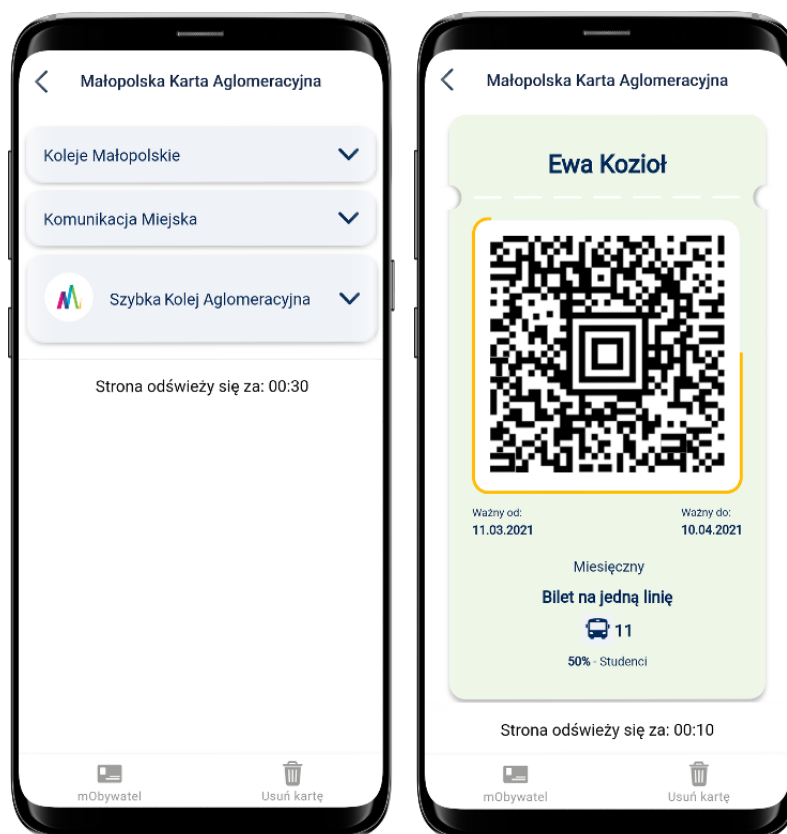 Małopolska Karta Aglomeracyjna
Koleje Małopolskie
Komunikacja Miejska
Szybka Kolej Aglomeracyjna
Strona odświeży się za: 00:30
mObywatel
Usuń kartę
Małopolska Karta Aglomeracyjna
Ewa Kozioł
Ważny od:
11.03.2021
Ważny do:
10.04.2021
Miesięczny
Bilet na jedną linię
11
50% - Studenci
Strona odświeży się za: 00:10
mObywatel
Usuń kartę